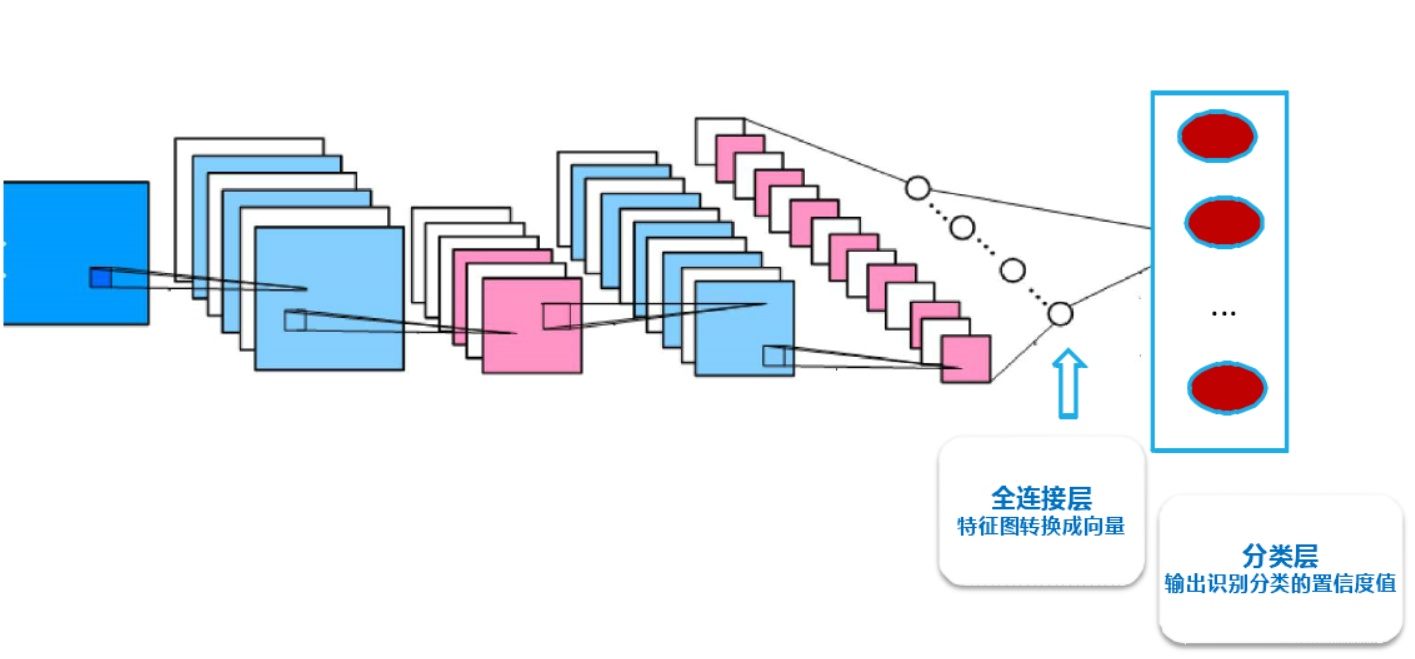 ...
全连接层
特征图转换成向量
分类层
输出识别分类的置信度值